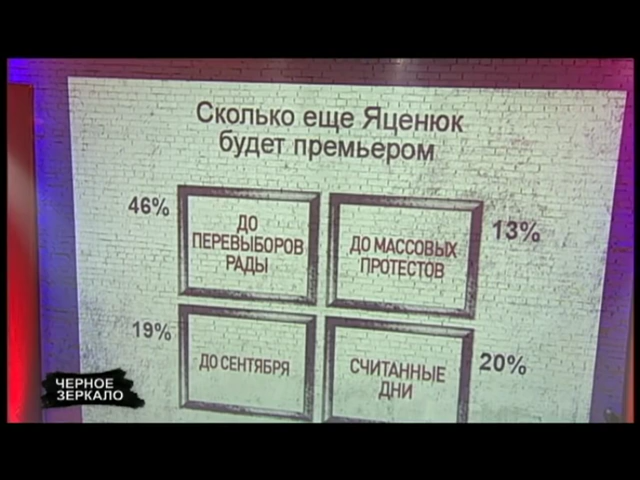 Сколько еще Яценюк
будет премьером
46%
ДО
ПЕРЕВЫБОРОВ
РАДЫ
ДО МАССОВЫХ
ПРОТЕСТОВ
13%
19%
ДО СЕНТЯБРЯ
СЧИТАННЫЕ
ДНИ
20%
ЧЕРНОЕ
ЗЕРКАЛО